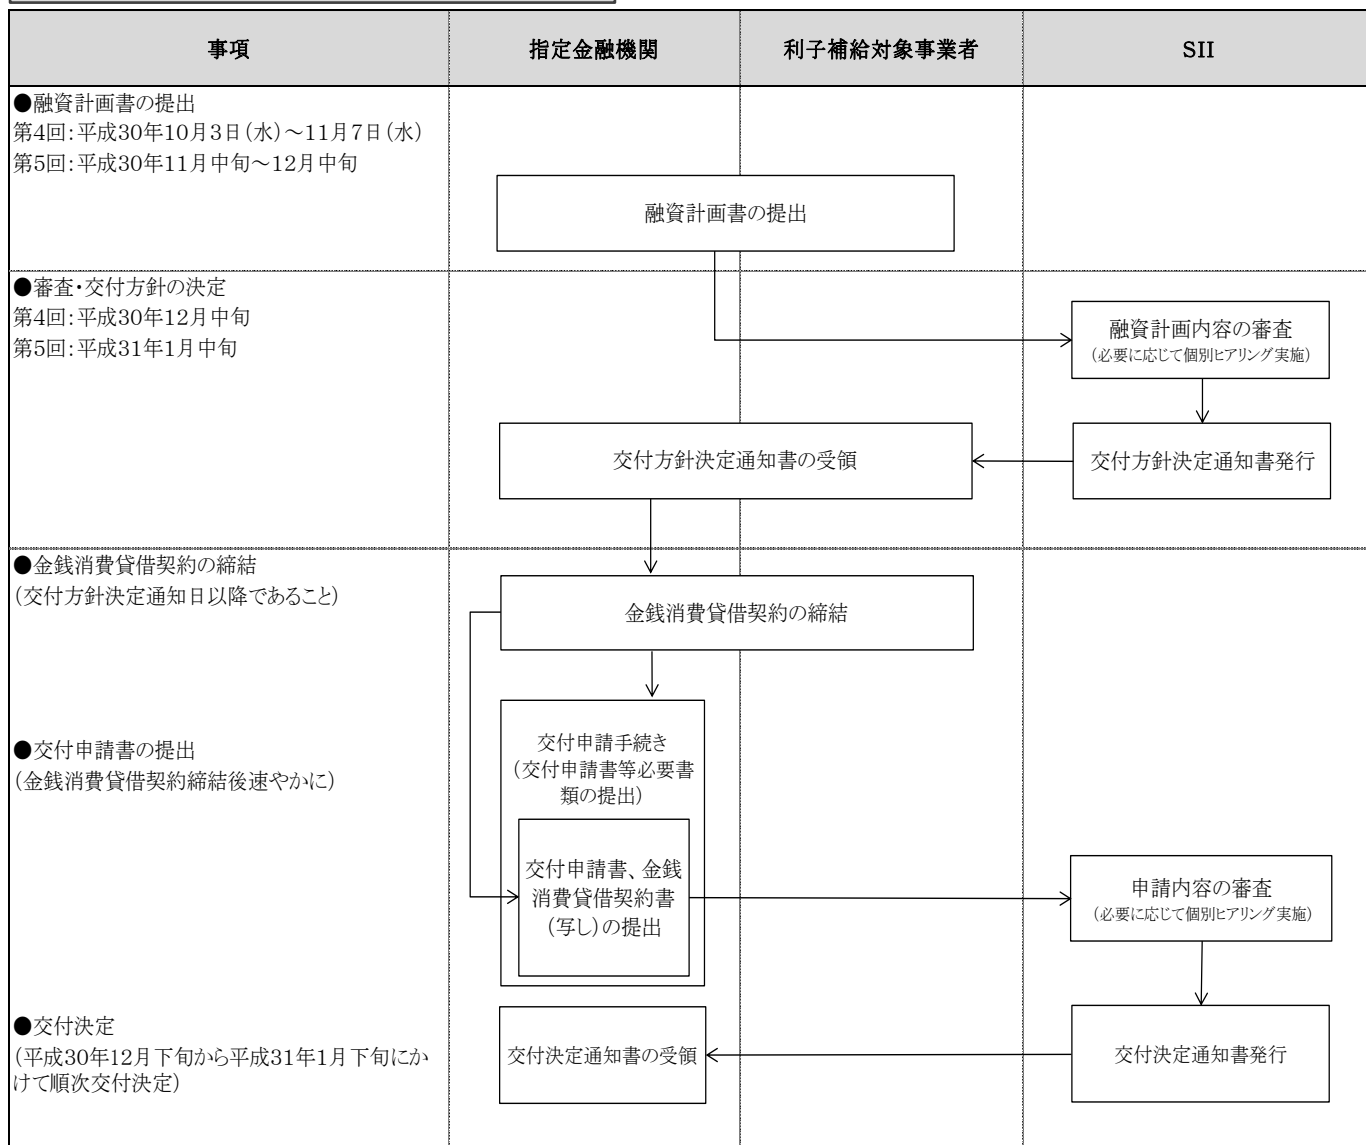 事項
指定金融機関
利子補給対象事業者
SII
●融資計画書の提出
第4回：平成30年10月3日（水）～11月7日（水）
第5回：平成30年11月中旬～12月中旬
融資計画書の提出
●審査・交付方針の決定
第4回：平成30年12月中旬
第5回：平成31年1月中旬
融資計画内容の審査
（必要に応じて個別ヒアリング実施）
交付方針決定通知書の受領
交付方針決定通知書発行
●金銭消費貸借契約の締結
（交付方針決定通知日以降であること）
金銭消費貸借契約の締結
●交付申請書の提出
（金銭消費貸借契約締結後速やかに）
交付申請手続き
（交付申請書等必要書
類の提出）
交付申請書、金銭
消費貸借契約書
（写し）の提出
申請内容の審査
（必要に応じて個別ヒアリング実施）
●交付決定
（平成30年12月下旬から平成31年1月下旬にか
けて順次交付決定）
交付決定通知書の受領
交付決定通知書発行